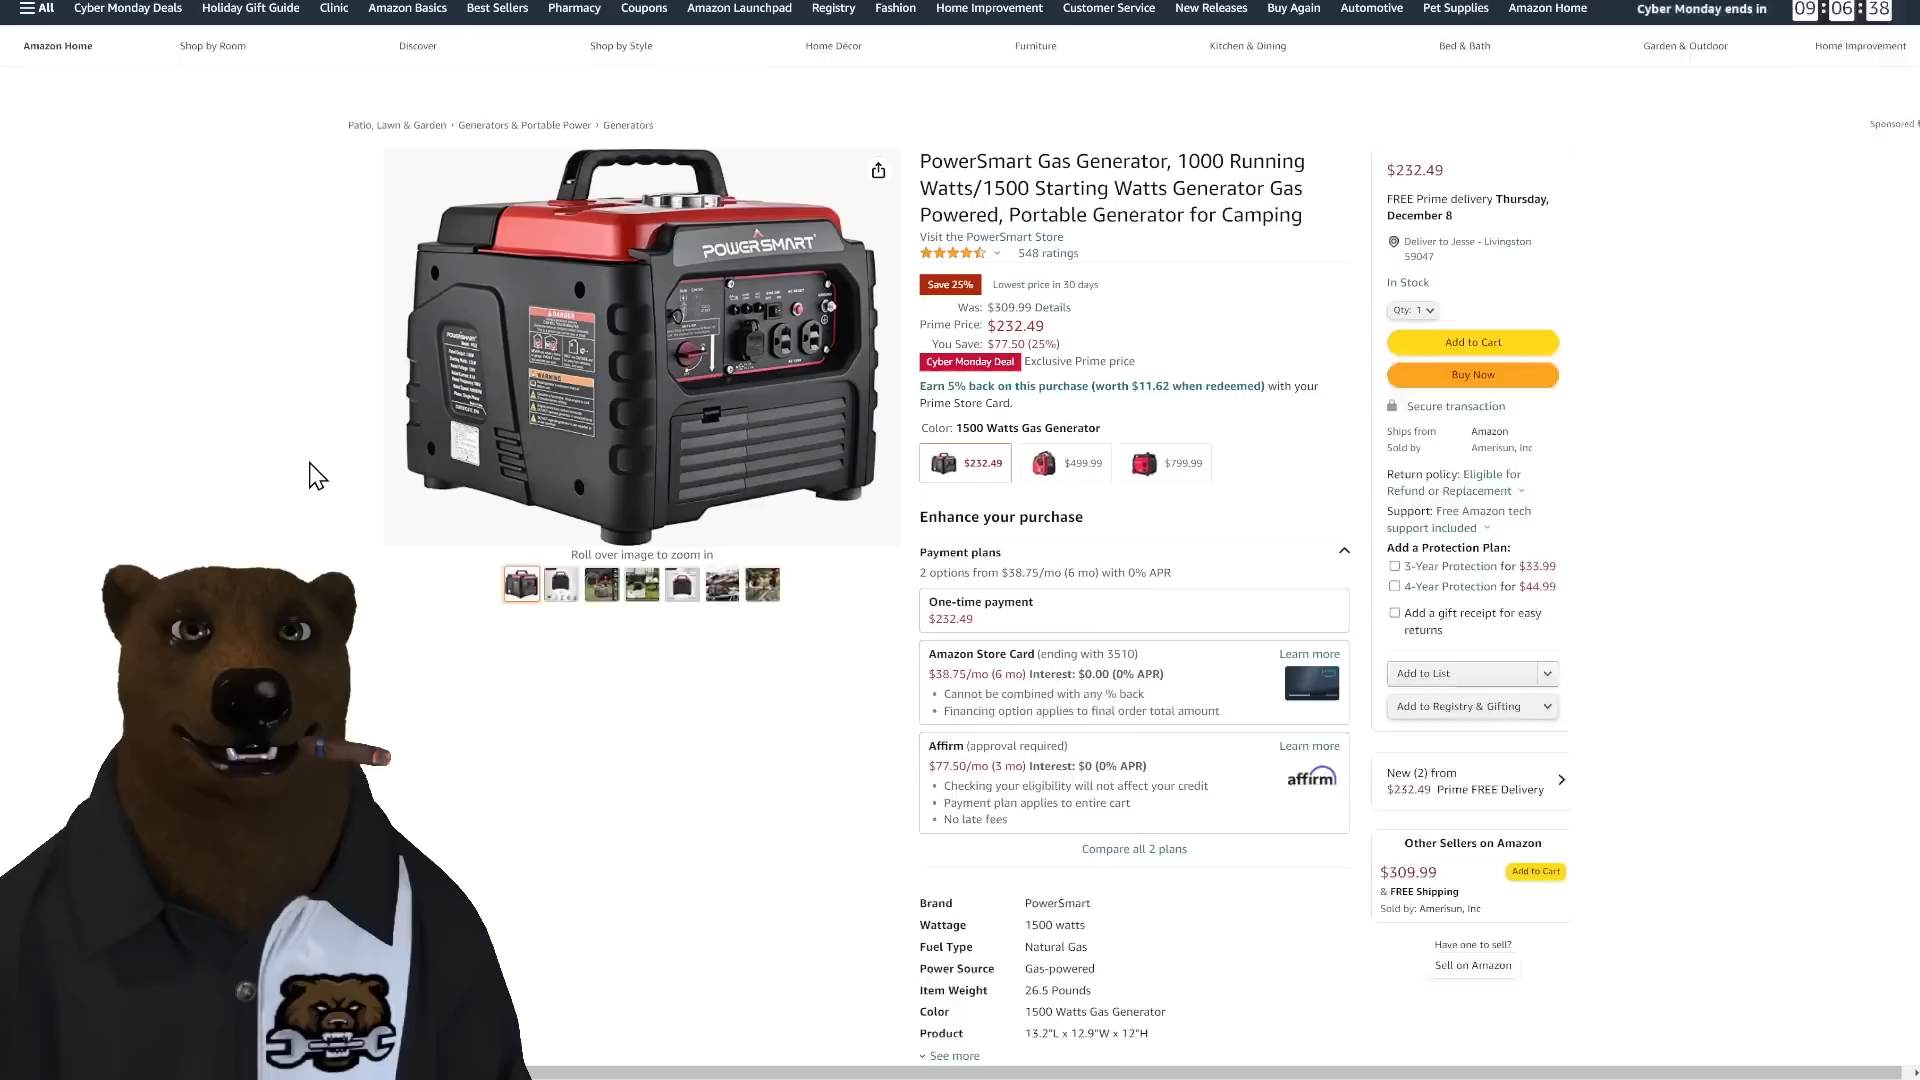 All Cyber Monday Deals Holiday Gift Guide Clinic Amazon Basics Best Sellers Pharmacy Coupons Amazon Launchpad Registry Fashion Home Improvement Customer Service New Releases Buy Again Automotive Pet Supplies Amazon Home Cyber Monday ends in 09:06:38
Amazon Home Shop by Room Discover Shop by Style Home Décor Furniture Kitchen & Dining Bed & Bath Garden & Outdoor Home Improvement
Patio, Lawn & Garden › Generators & Portable Power › Generators
Sponsored
POWERSMART
DANGER
WARNING
Roll over image to zoom in
PowerSmart Gas Generator, 1000 Running
Watts/1500 Starting Watts Generator Gas
Powered, Portable Generator for Camping
Visit the PowerSmart Store
548 ratings
Save 25% Lowest price in 30 days
Was: $309.99 Details
Prime Price: $232.49
You Save: $77.50 (25%)
Cyber Monday Deal Exclusive Prime price
Earn 5% back on this purchase (worth $11.62 when redeemed) with your
Prime Store Card.
Color: 1500 Watts Gas Generator
$232.49 $499.99 $799.99
Enhance your purchase
Payment plans
2 options from $38.75/mo (6 mo) with 0% APR
One-time payment
$232.49
Amazon Store Card (ending with 3510) Learn more
$38.75/mo (6 mo) Interest: $0.00 (0% APR)
• Cannot be combined with any % back
• Financing option applies to final order total amount
Affirm (approval required) Learn more
$77.50/mo (3 mo) Interest: $0 (0% APR)
affirm
• Checking your eligibility will not affect your credit
• Payment plan applies to entire cart
• No late fees
Compare all 2 plans
Brand PowerSmart
Wattage 1500 watts
Fuel Type Natural Gas
Power Source Gas-powered
Item Weight 26.5 Pounds
Color 1500 Watts Gas Generator
Product 13.2"L x 12.9"W x 12"H
See more
$232.49
FREE Prime delivery Thursday,
December 8
Deliver to Jesse - Livingston
59047
In Stock
Qty: 1
Add to Cart
Buy Now
Secure transaction
Ships from Amazon
Sold by Amerisun, Inc
Return policy: Eligible for
Refund or Replacement
Support: Free Amazon tech
support included
Add a Protection Plan:
3-Year Protection for $33.99
4-Year Protection for $44.99
Add a gift receipt for easy
returns
Add to List
Add to Registry & Gifting
New (2) from
$232.49 Prime FREE Delivery
Other Sellers on Amazon
$309.99 Add to Cart
& FREE Shipping
Sold by: Amerisun, Inc
Have one to sell?
Sell on Amazon